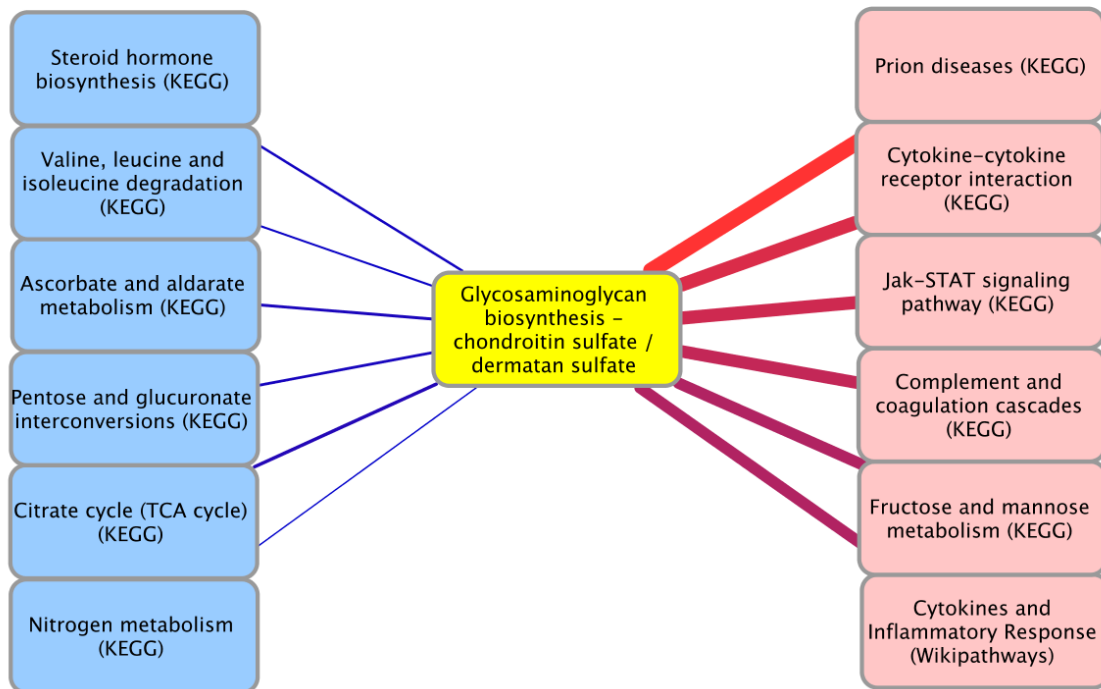 Steroid hormone
biosynthesis (KEGG)
Valine, leucine and
isoleucine degradation
(KEGG)
Ascorbate and aldarate
metabolism (KEGG)
Pentose and glucuronate
interconversions (KEGG)
Citrate cycle (TCA cycle)
(KEGG)
Nitrogen metabolism
(KEGG)
Glycosaminoglycan
biosynthesis –
chondroitin sulfate /
dermatan sulfate
Prion diseases (KEGG)
Cytokine–cytokine
receptor interaction
(KEGG)
Jak–STAT signaling
pathway (KEGG)
Complement and
coagulation cascades
(KEGG)
Fructose and mannose
metabolism (KEGG)
Cytokines and
Inflammatory Response
(Wikipathways)